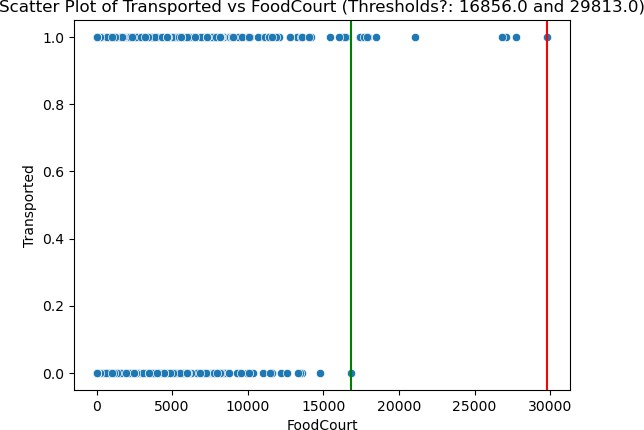 Scatter Plot of Transported vs FoodCourt (Thresholds?: 16856.0 and 29813.0)
1.0
0.8
0.6
0.4
0.2
0.0
Transported
0 5000 10000 15000 20000 25000 30000
FoodCourt